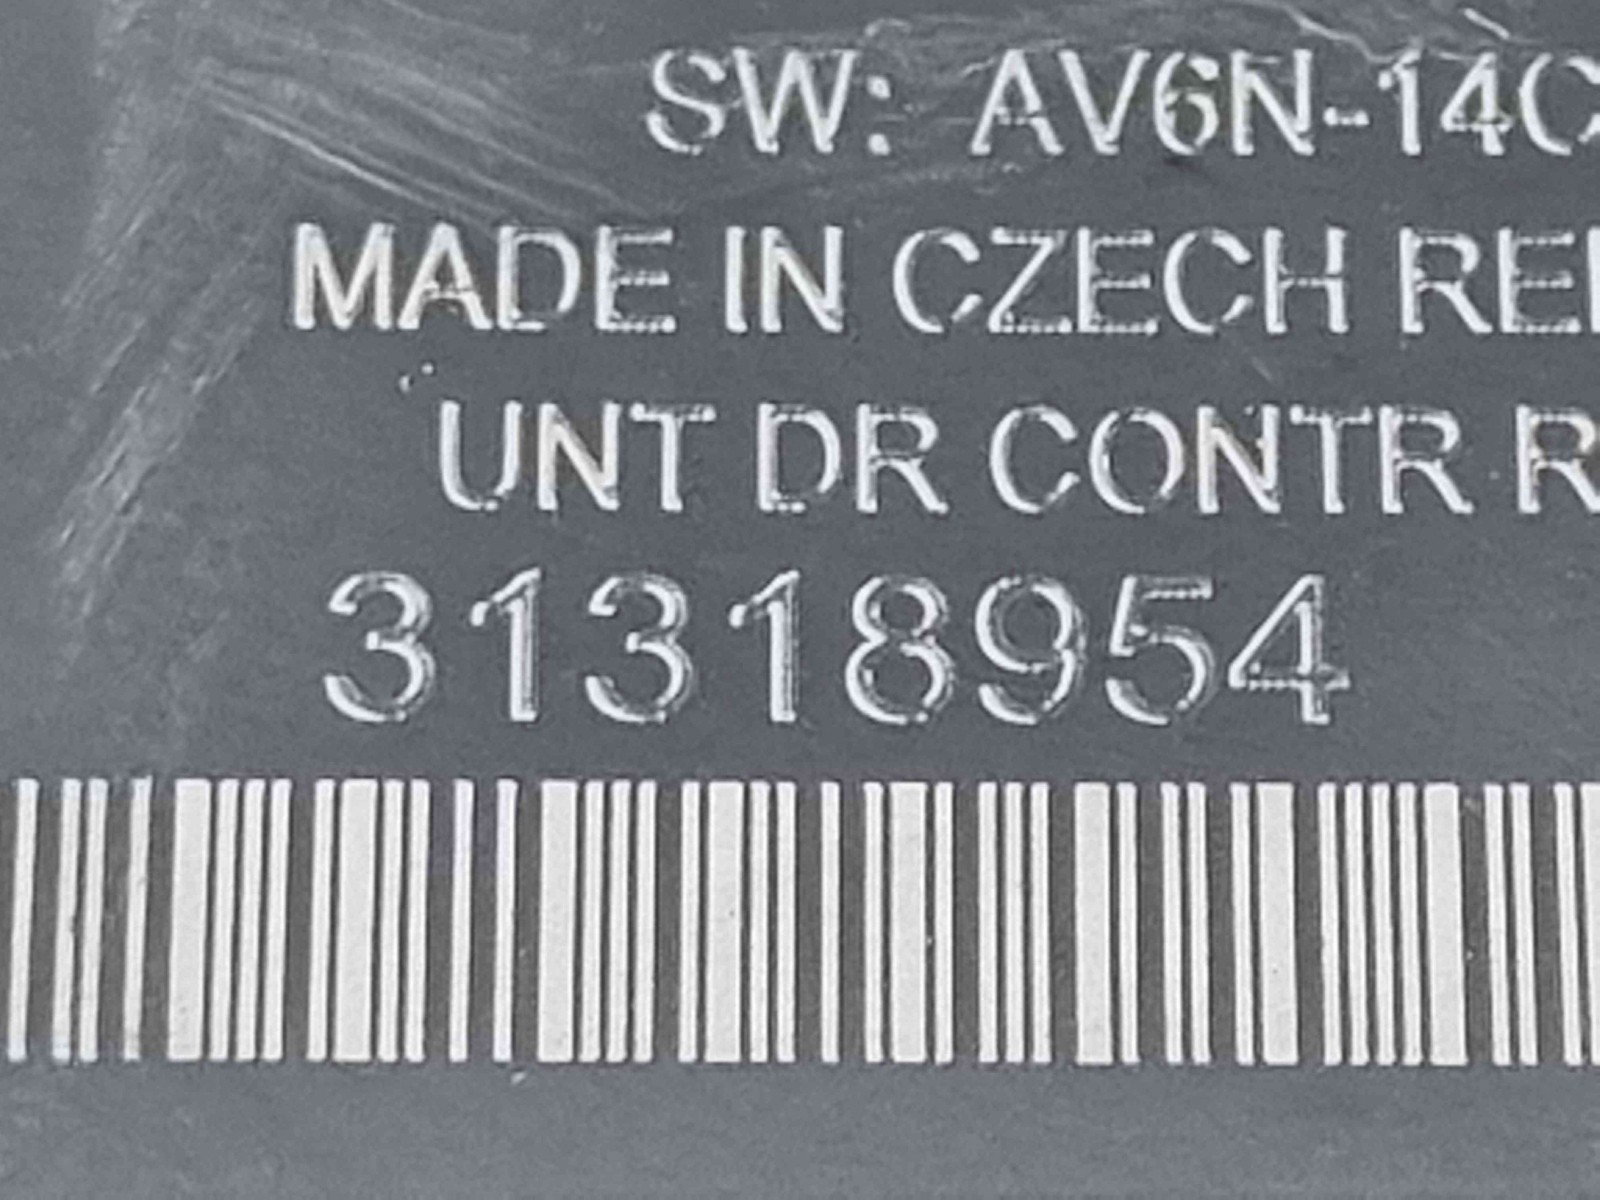 SW: AV6N-14C
MADE IN CZECH RE
UNT DR CONTR R
31318954